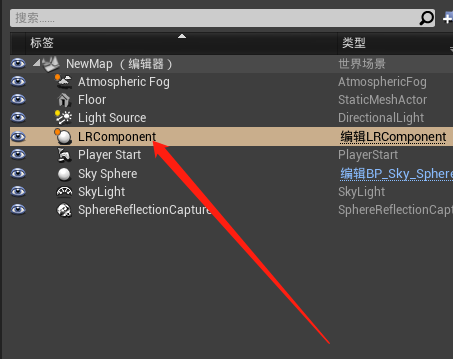 搜索......
标签 类型
NewMap（编辑器） 世界场景
Atmospheric Fog AtmosphericFog
Floor StaticMeshActor
Light Source DirectionalLight
LRComponent 编辑LRComponent
Player Start PlayerStart
Sky Sphere 编辑BP_Sky_Sphere
SkyLight SkyLight
SphereReflectionCapture SphereReflectionCapt